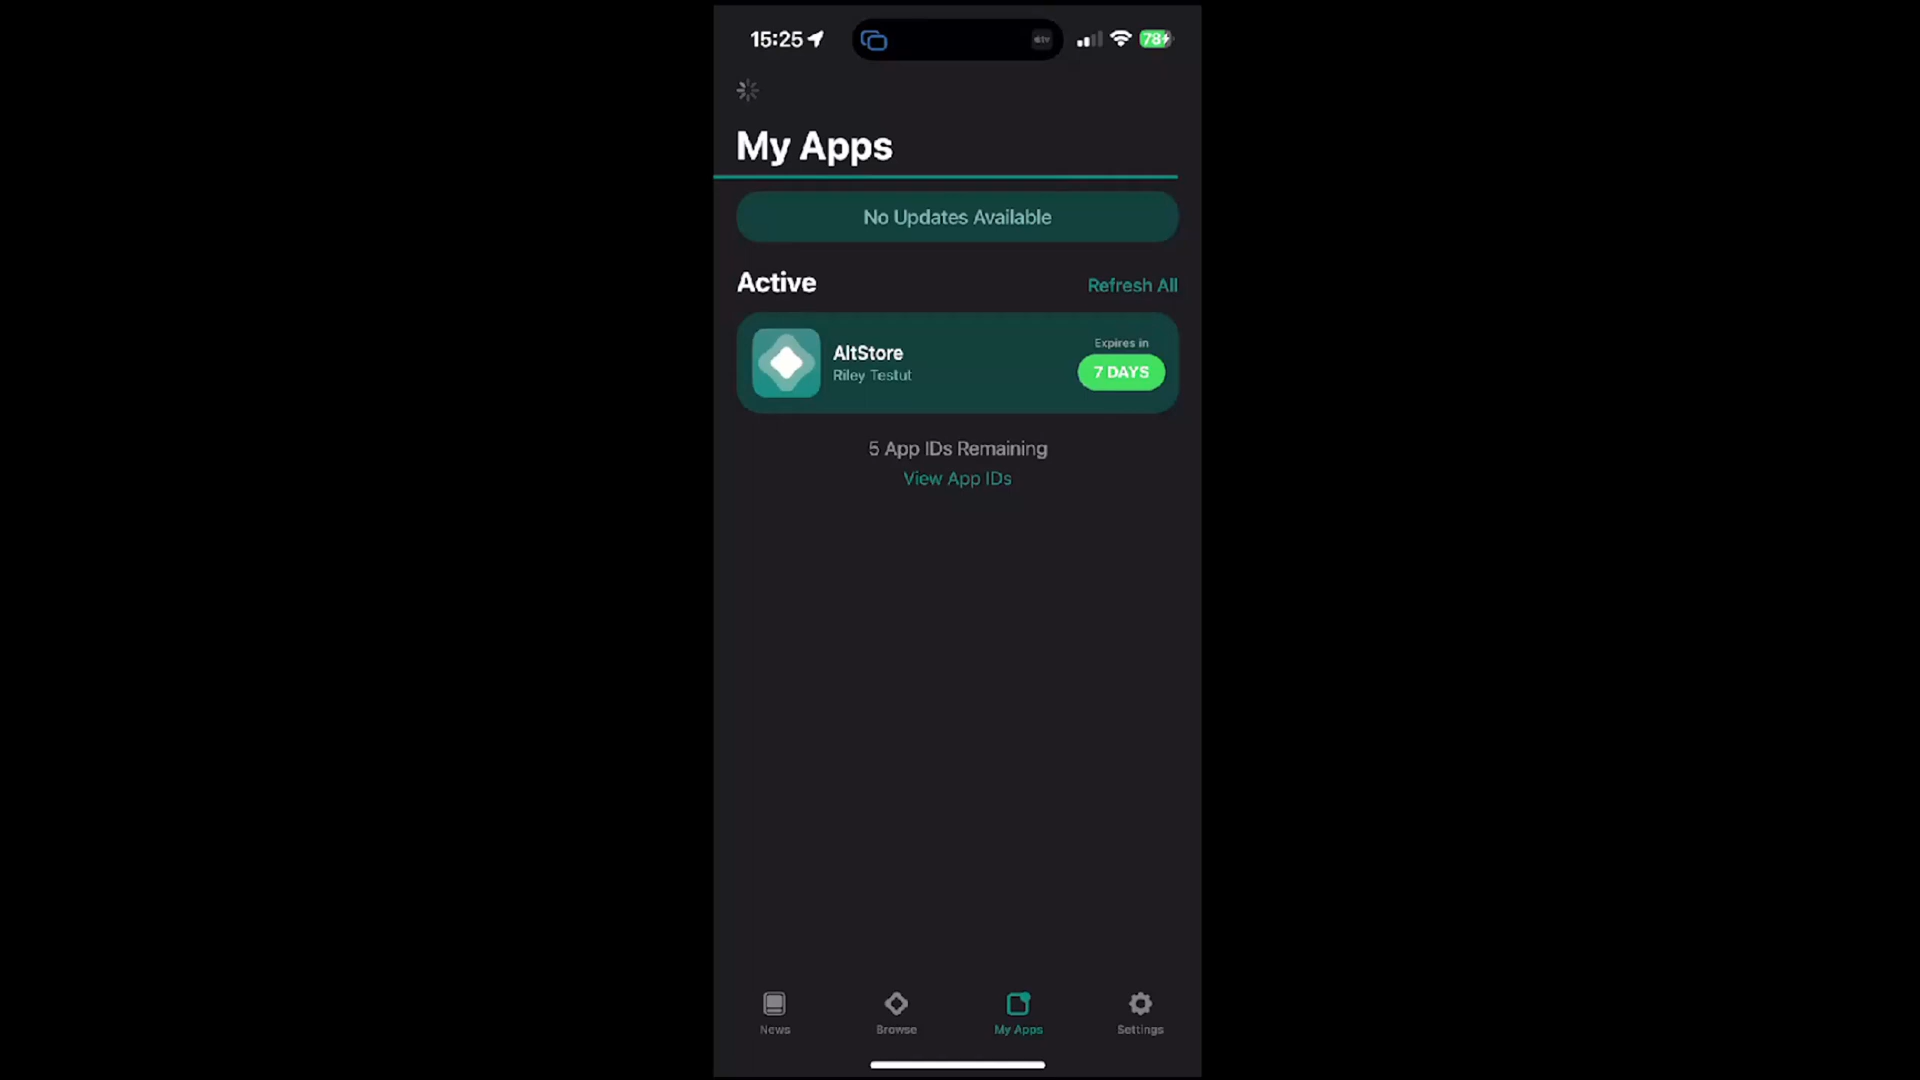 15:25
tv
78
My Apps
No Updates Available
Active
Refresh All
AltStore
Riley Testut
Expires in
7 DAYS
5 App IDs Remaining
View App IDs
News
Browse
My Apps
Settings